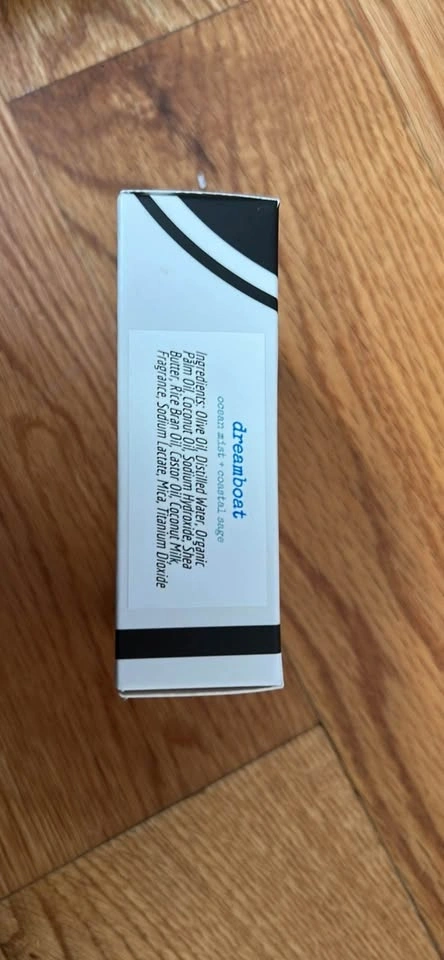 dreamboat
ocean mist + coastal sage
Ingredients: Olive Oil, Distilled Water, Organic
Palm Oil, Coconut Oil, Sodium Hydroxide, Shea
Butter, Rice Bran Oil, Castor Oil, Coconut Milk,
Fragrance, Sodium Lactate, Mica, Titanium Dioxide